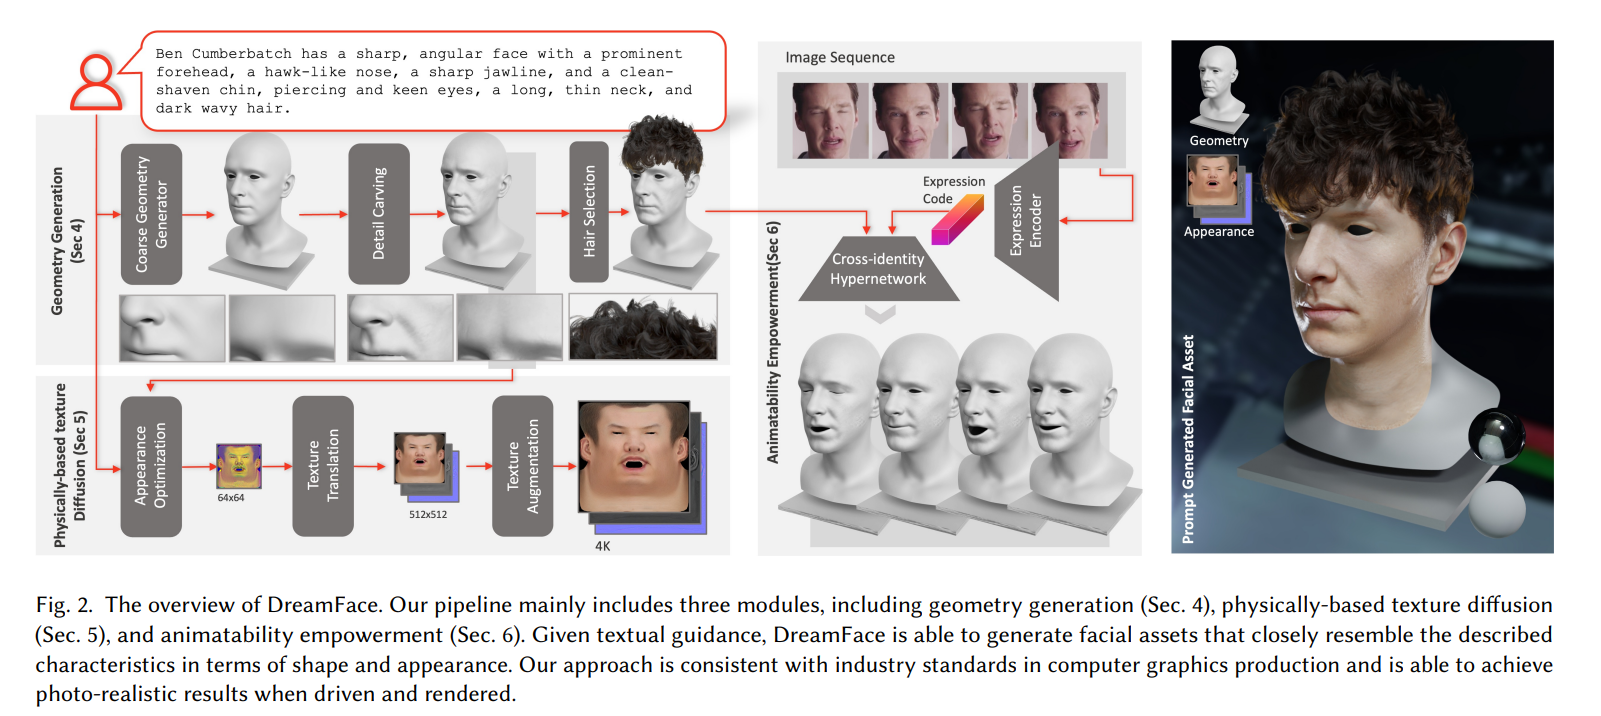 Ben Cumberbatch has a sharp, angular face with a prominent
forehead, a hawk-like nose, a sharp jawline, and a clean-
shaven chin, piercing and keen eyes, a long, thin neck, and
dark wavy hair.
Geometry Generation
(Sec 4)
Coarse Geometry
Generator
Detail Carving
Hair Selection
Physically-based texture
Diffusion (Sec 5)
Appearance
Optimization
64x64
Texture
Translation
512x512
Texture
Augmentation
4K
Animatability Empowerment(Sec 6)
Image Sequence
Expression
Code
Expression
Encoder
Cross-identity
Hypernetwork
Geometry
Appearance
Prompt Generated Facial Asset
Fig. 2. The overview of DreamFace. Our pipeline mainly includes three modules, including geometry generation (Sec. 4), physically-based texture diffusion
(Sec. 5), and animatability empowerment (Sec. 6). Given textual guidance, DreamFace is able to generate facial assets that closely resemble the described
characteristics in terms of shape and appearance. Our approach is consistent with industry standards in computer graphics production and is able to achieve
photo-realistic results when driven and rendered.